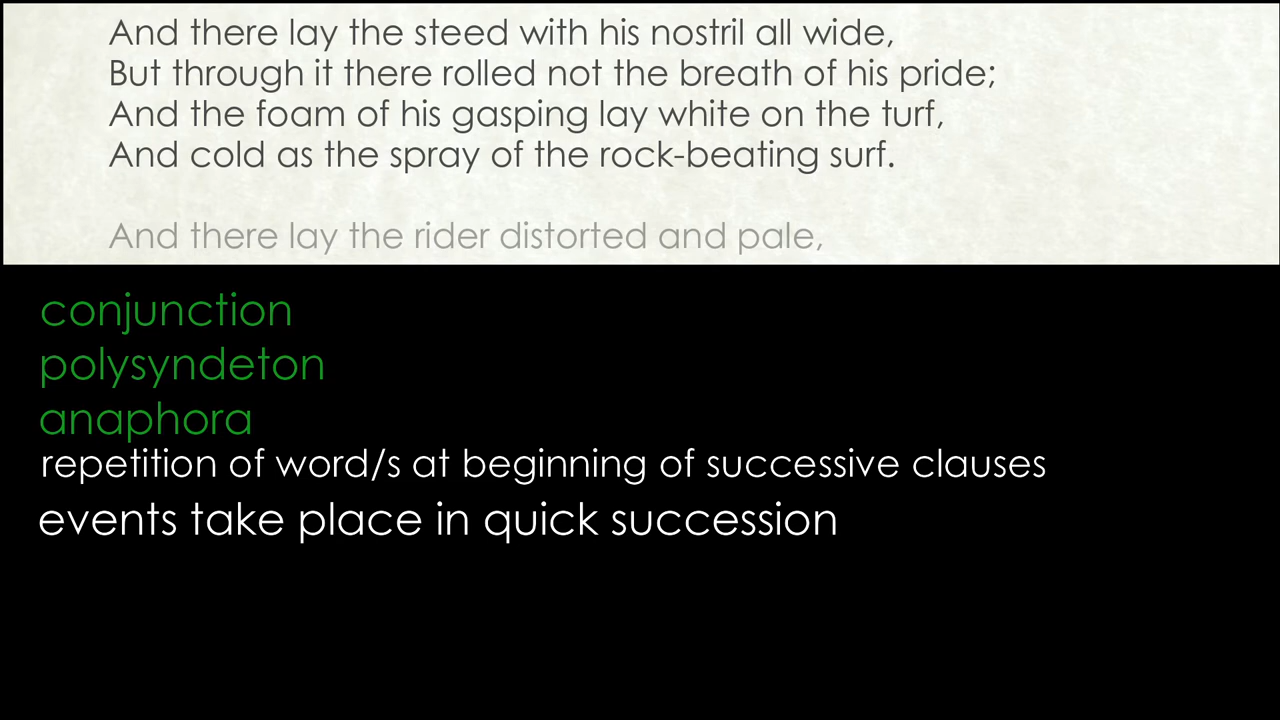 And there lay the steed with his nostril all wide,
But through it there rolled not the breath of his pride;
And the foam of his gasping lay white on the turf,
And cold as the spray of the rock-beating surf.
And there lay the rider distorted and pale,
conjunction
polysyndeton
anaphora
repetition of word/s at beginning of successive clauses
events take place in quick succession